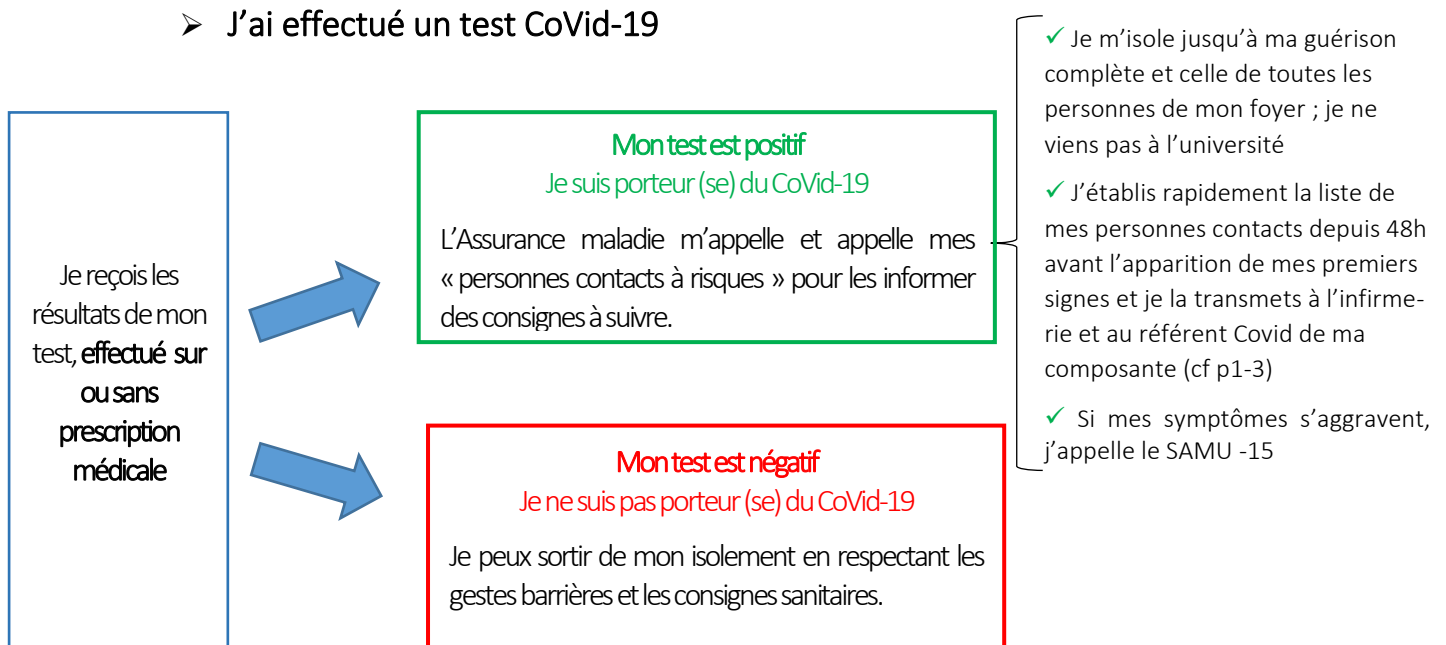 ➢ J’ai effectué un test CoVid-19
Je reçois les
résultats de mon
test, effectué sur
ou sans
prescription
médicale
Mon test est positif
Je suis porteur (se) du CoVid-19
L’Assurance maladie m’appelle et appelle mes
« personnes contacts à risques » pour les informer
des consignes à suivre.
✓ Je m’isole jusqu’à ma guérison
complète et celle de toutes les
personnes de mon foyer ; je ne
viens pas à l’université
✓ J’établis rapidement la liste de
mes personnes contacts depuis 48h
avant l’apparition de mes premiers
signes et je la transmets à l’infirme-
rie et au référent Covid de ma
composante (cf p1-3)
✓ Si mes symptômes s’aggravent,
j’appelle le SAMU -15
Mon test est négatif
Je ne suis pas porteur (se) du CoVid-19
Je peux sortir de mon isolement en respectant les
gestes barrières et les consignes sanitaires.